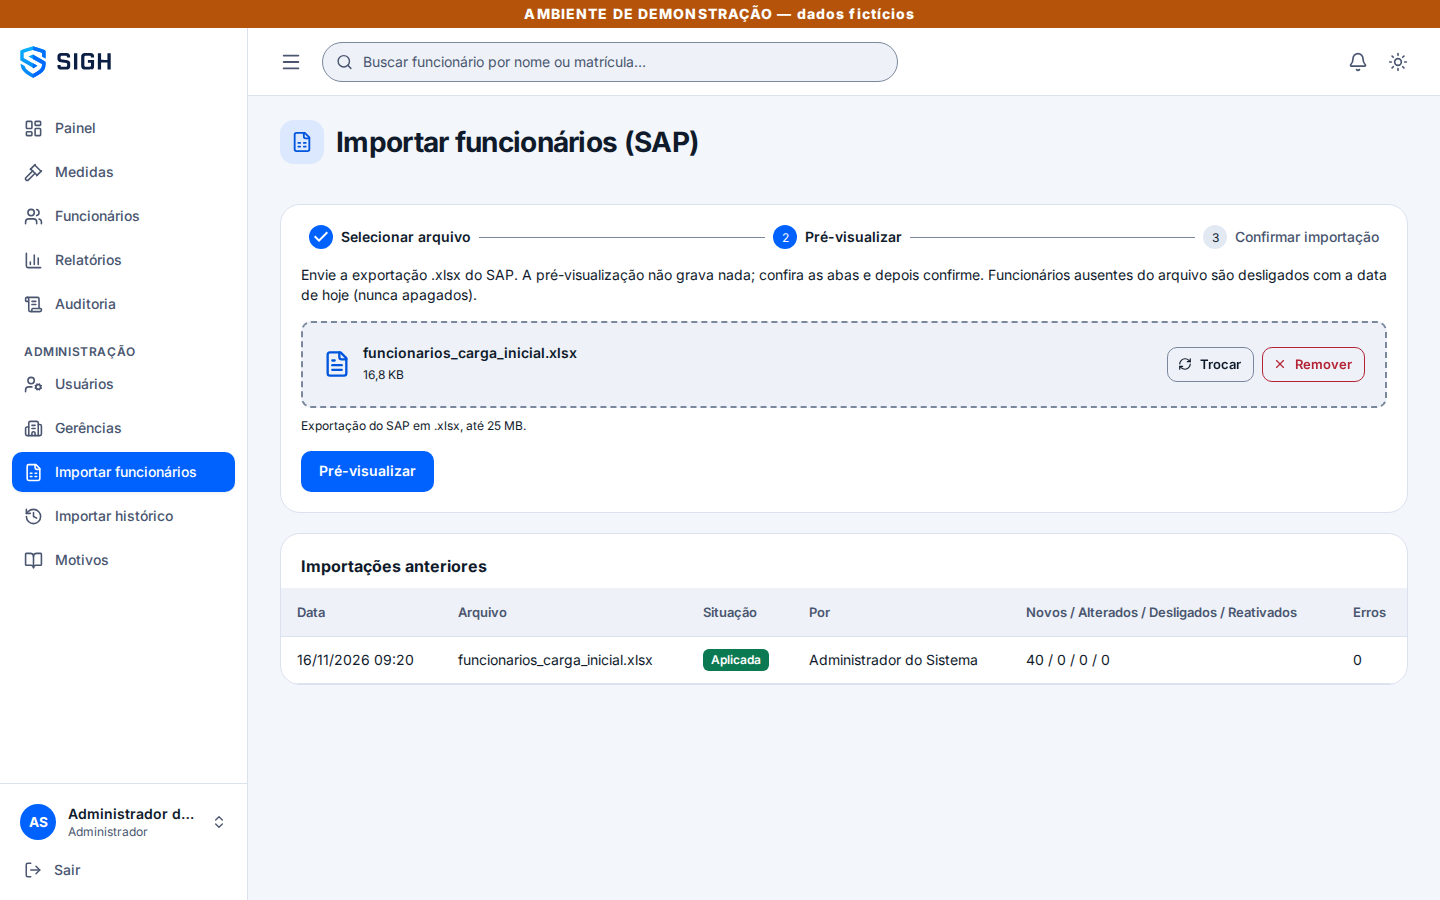 AMBIENTE DE DEMONSTRAÇÃO — dados fictícios
SIGH
Buscar funcionário por nome ou matrícula...
Painel
Medidas
Funcionários
Relatórios
Auditoria
ADMINISTRAÇÃO
Usuários
Gerências
Importar funcionários
Importar histórico
Motivos
AS
Administrador d...
Administrador
Sair
Importar funcionários (SAP)
Selecionar arquivo
2 Pré-visualizar
3 Confirmar importação
Envie a exportação .xlsx do SAP. A pré-visualização não grava nada; confira as abas e depois confirme. Funcionários ausentes do arquivo são desligados com a data
de hoje (nunca apagados).
funcionarios_carga_inicial.xlsx
16,8 KB
Trocar
Remover
Exportação do SAP em .xlsx, até 25 MB.
Pré-visualizar
Importações anteriores
Data Arquivo Situação Por Novos / Alterados / Desligados / Reativados Erros
16/11/2026 09:20 funcionarios_carga_inicial.xlsx Aplicada Administrador do Sistema 40 / 0 / 0 / 0 0